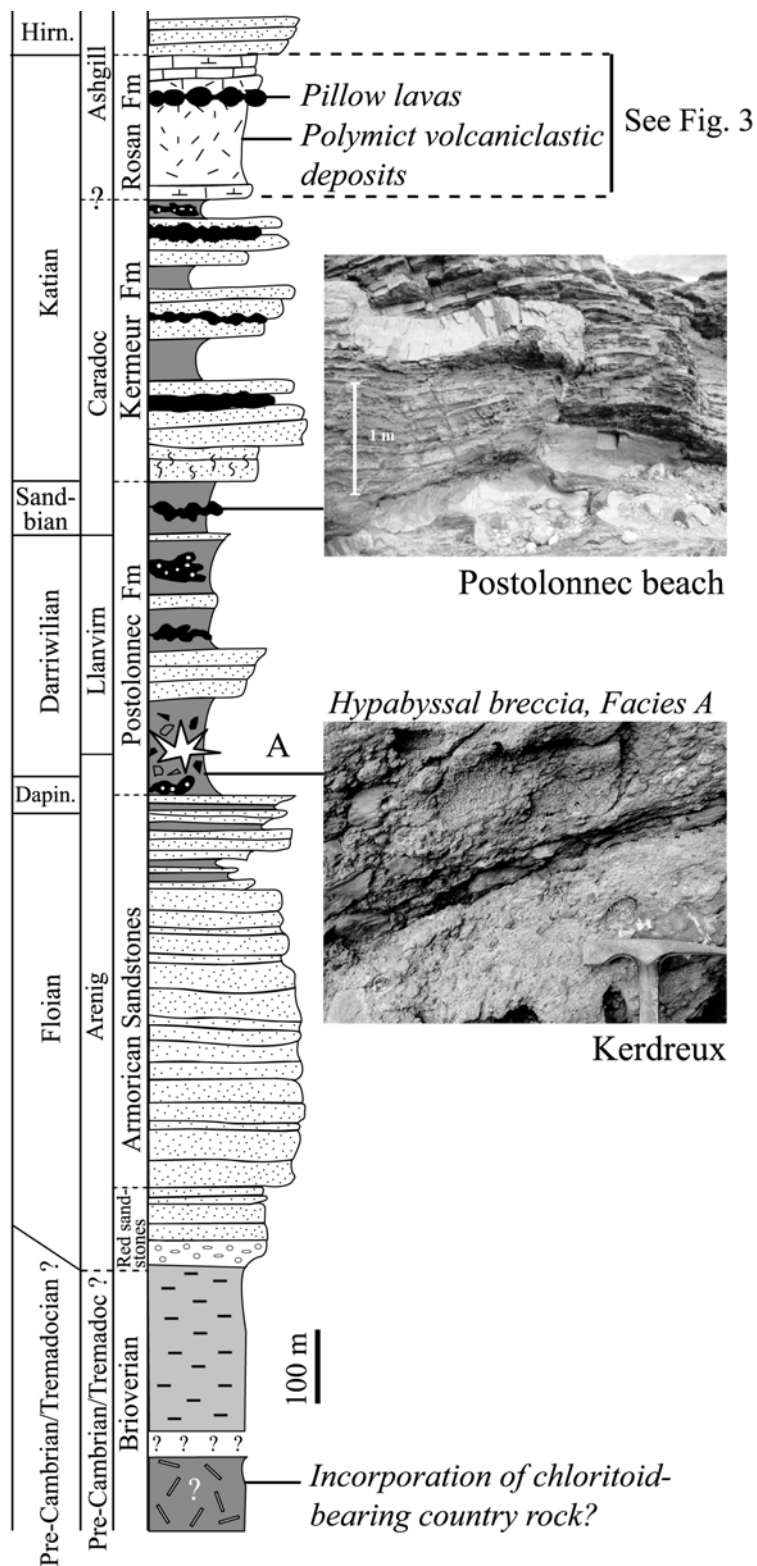 Hirn.
Katian
Sand-
bian
Darriwilian
Dapin.
Floian
Pre-Cambrian/Tremadocian ?
Ashgill
?
Caradoc
Llanvirn
Arenig
Pre-Cambrian/Tremadoc ?
Rosan Fm
Kermeur Fm
Postolonnec Fm
Armorican Sandstones
Red sand-
stones
Brioverian
Pillow lavas
Polymict volcaniclastic
deposits
See Fig. 3
1 m
Postolonnec beach
Hypabyssal breccia, Facies A
A
Kerdreux
100 m
? ? ? ?
?
Incorporation of chloritoid-
bearing country rock?